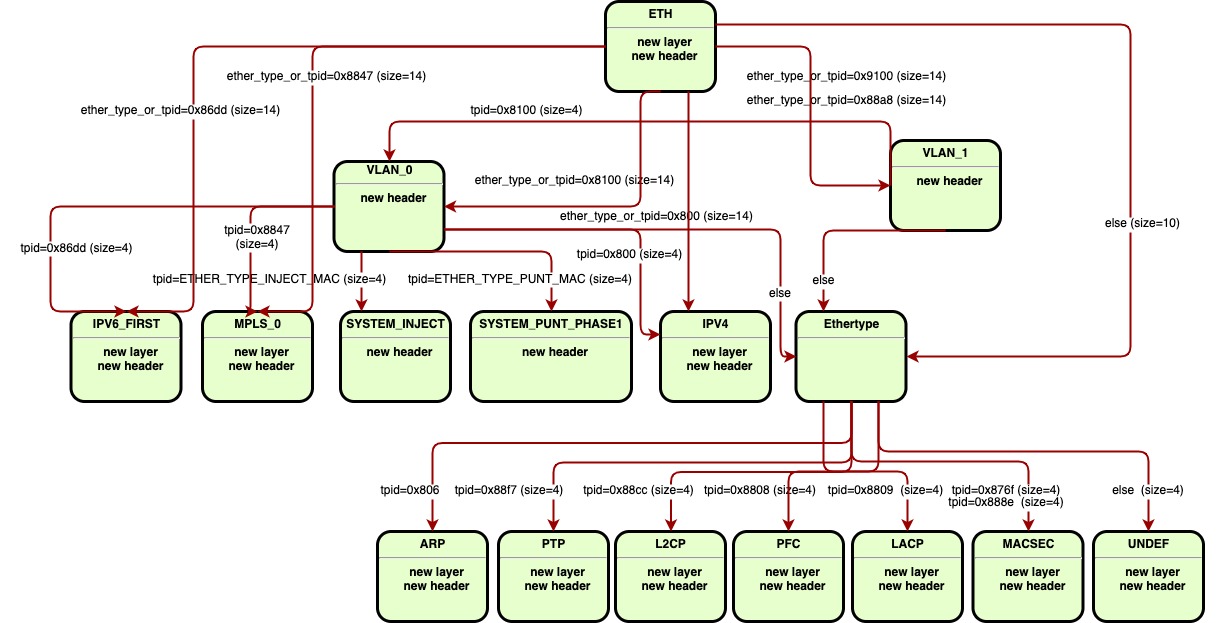 ETH
new layer
new header
ether_type_or_tpid=0x8847 (size=14)
ether_type_or_tpid=0x9100 (size=14)
ether_type_or_tpid=0x88a8 (size=14)
ether_type_or_tpid=0x86dd (size=14)
tpid=0x8100 (size=4)
VLAN_1
new header
VLAN_0
new header
ether_type_or_tpid=0x8100 (size=14)
ether_type_or_tpid=0x800 (size=14)
else (size=10)
tpid=0x8847
(size=4)
tpid=0x86dd (size=4)
tpid=0x800 (size=4)
tpid=ETHER_TYPE_INJECT_MAC (size=4)
tpid=ETHER_TYPE_PUNT_MAC (size=4)
else
else
IPV6_FIRST
new layer
new header
MPLS_0
new layer
new header
SYSTEM_INJECT
new header
SYSTEM_PUNT_PHASE1
new header
IPV4
new layer
new header
Ethertype
tpid=0x806
tpid=0x88f7 (size=4)
tpid=0x88cc (size=4)
tpid=0x8808 (size=4)
tpid=0x8809  (size=4)
tpid=0x876f (size=4)
tpid=0x888e  (size=4)
else  (size=4)
ARP
new layer
new header
PTP
new layer
new header
L2CP
new layer
new header
PFC
new layer
new header
LACP
new layer
new header
MACSEC
new layer
new header
UNDEF
new layer
new header